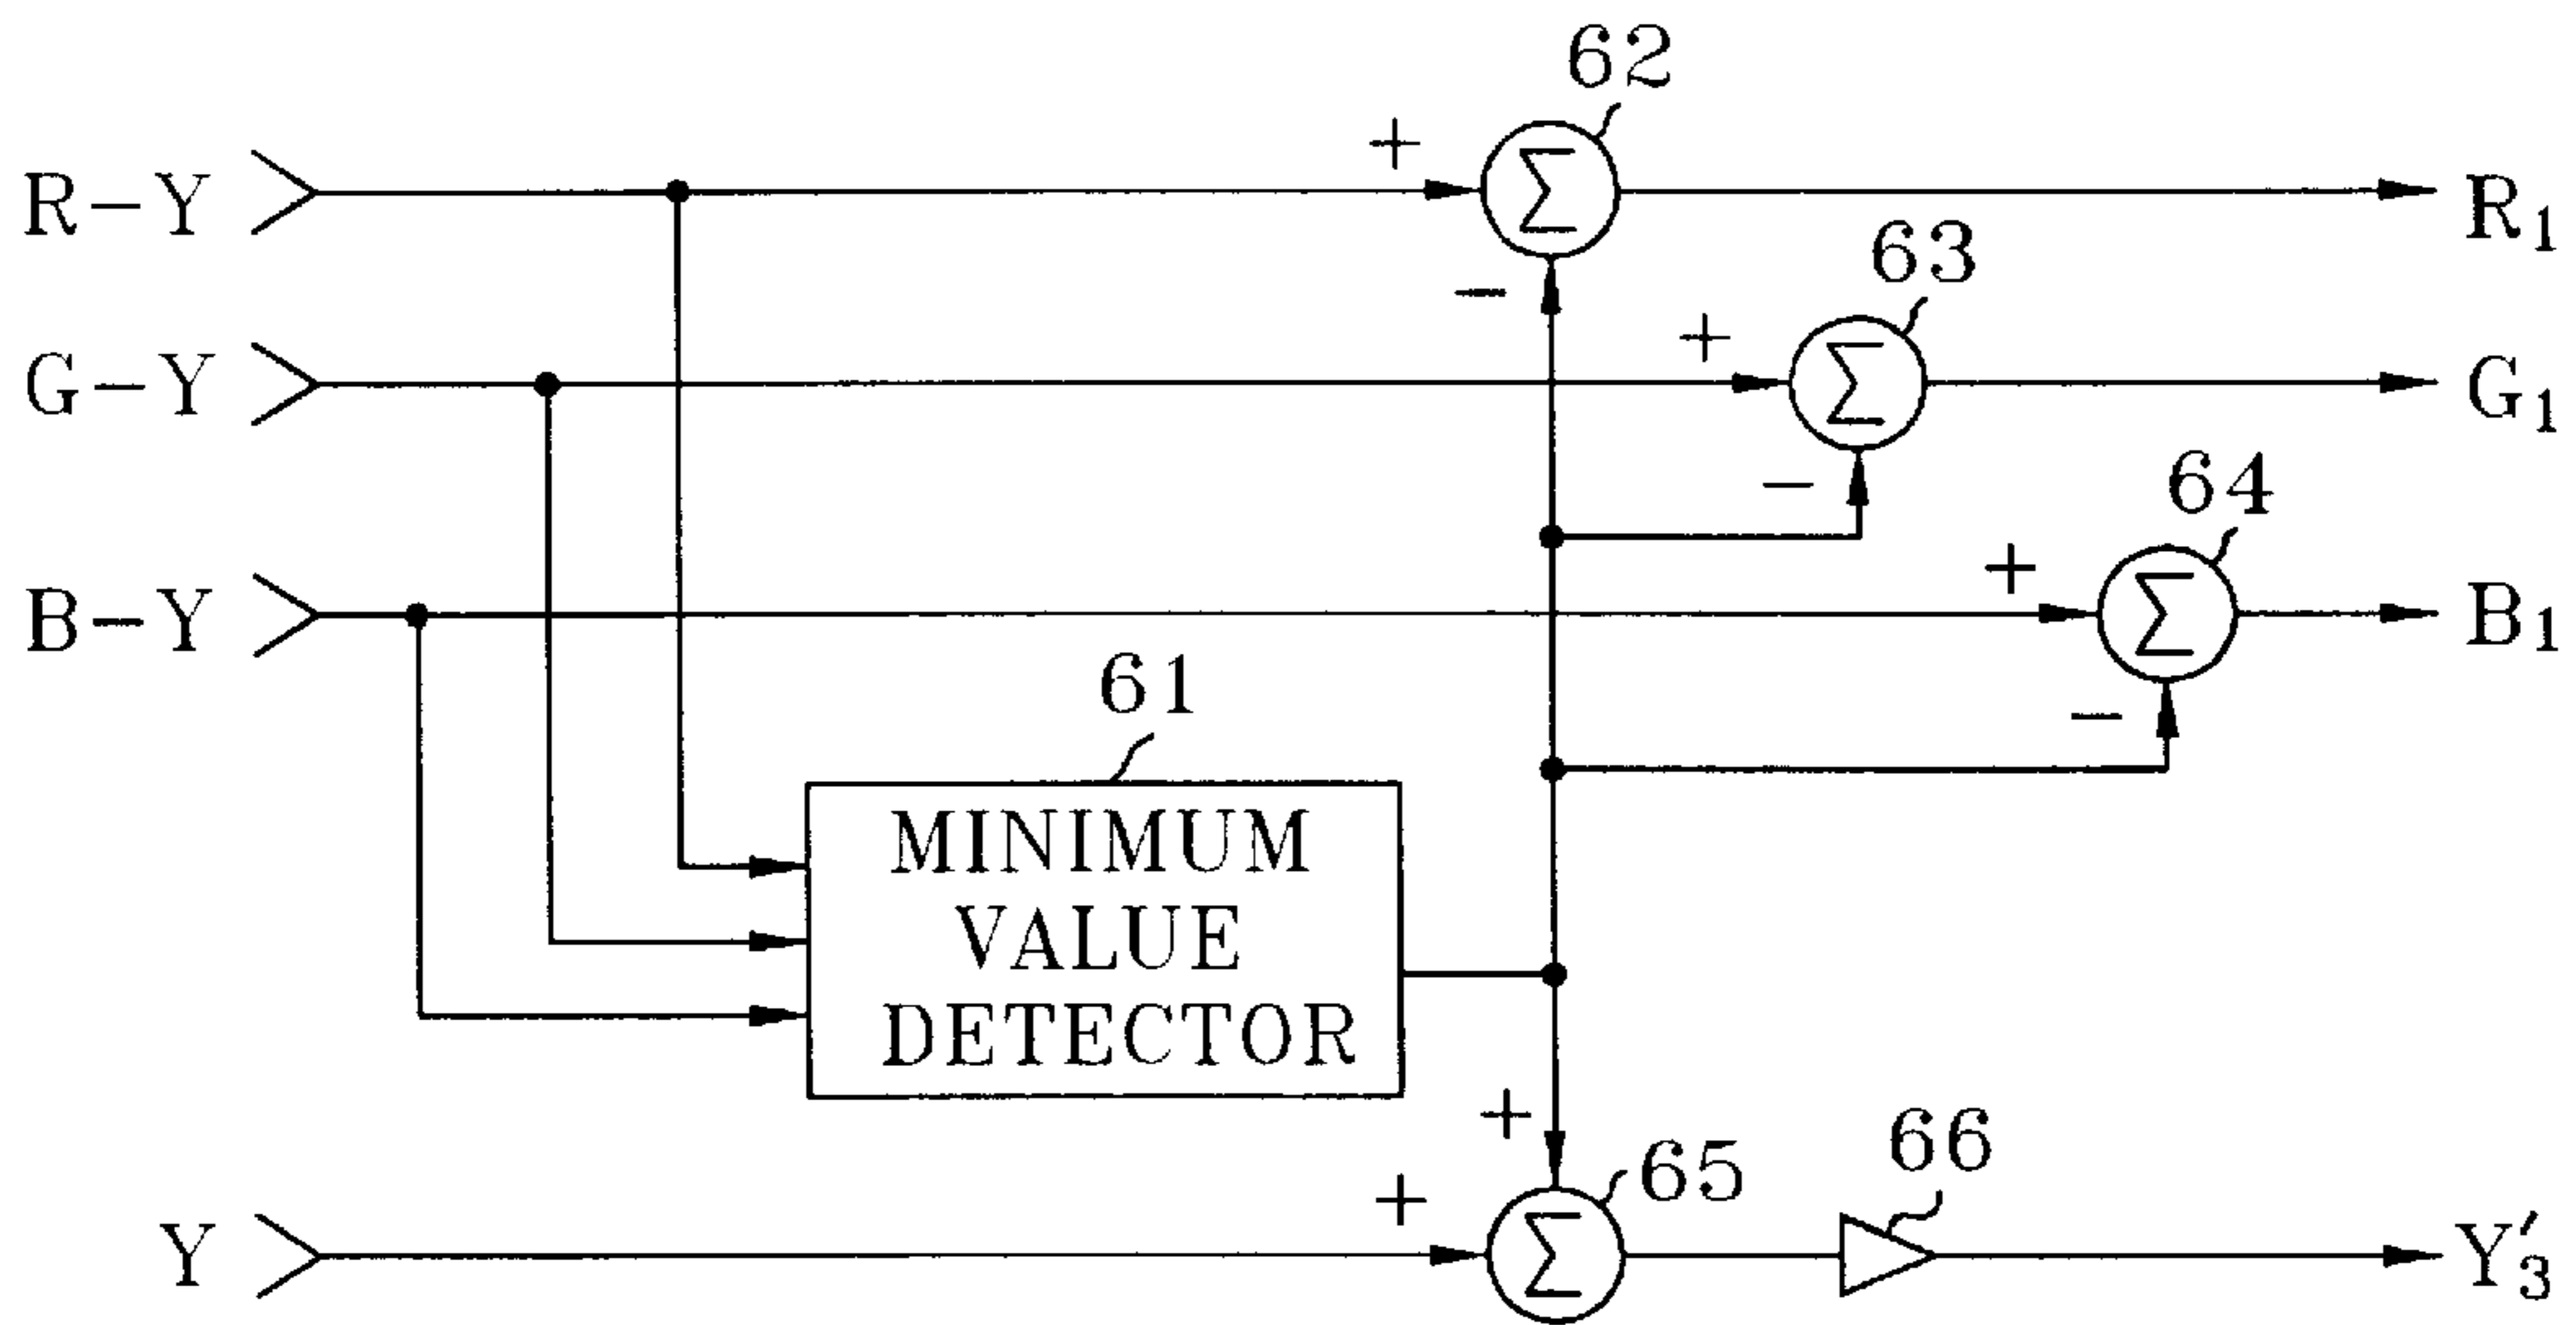 62
+
R-Y
Σ
R₁
-
63
+
G-Y
Σ
G₁
-
64
+
B-Y
Σ
B₁
-
61
MINIMUM
VALUE
DETECTOR
+
65
66
+
Y
Σ
Y′₃